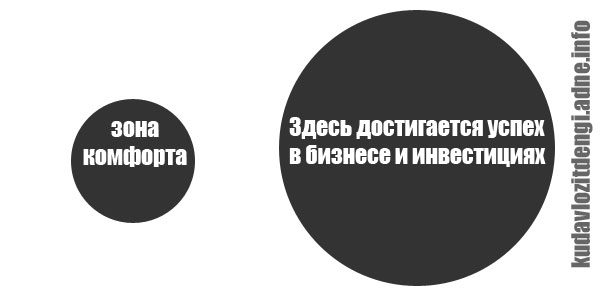 зона
комфорта
Здесь достигается успех
в бизнесе и инвестициях
kudavlozitdengi.adne.info